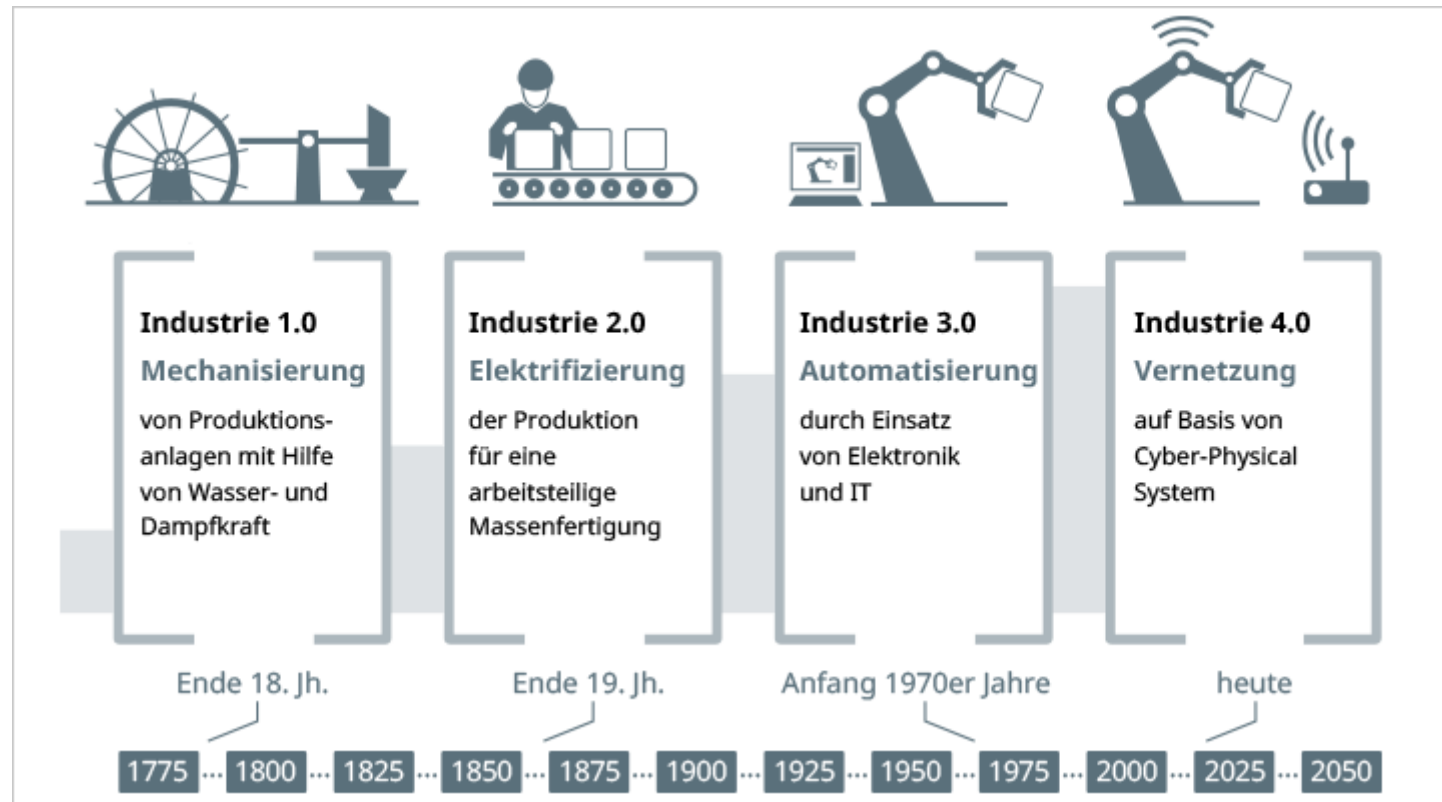 Industrie 1.0
Mechanisierung
von Produktions-
anlagen mit Hilfe
von Wasser- und
Dampfkraft
Industrie 2.0
Elektrifizierung
der Produktion
für eine
arbeitsteilige
Massenfertigung
Industrie 3.0
Automatisierung
durch Einsatz
von Elektronik
und IT
Industrie 4.0
Vernetzung
auf Basis von
Cyber-Physical
System
Ende 18. Jh.
Ende 19. Jh.
Anfang 1970er Jahre
heute
1775 ... 1800 ... 1825 ... 1850 ... 1875 ... 1900 ... 1925 ... 1950 ... 1975 ... 2000 ... 2025 ... 2050